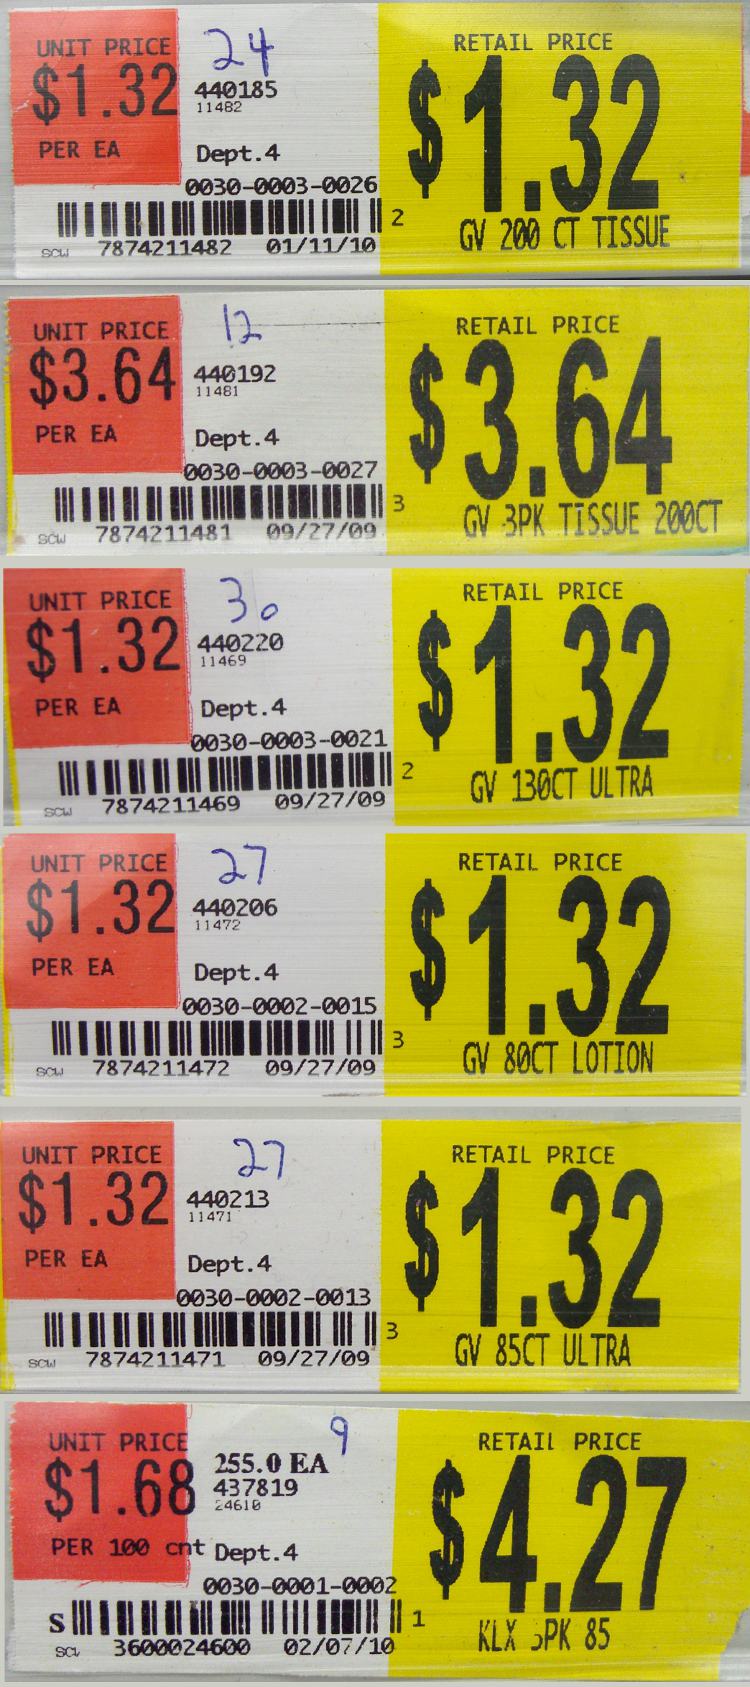 UNIT PRICE 24 RETAIL PRICE
$1.32 440185 $1.32
11482
PER EA Dept.4
0030-0003-0026
2 GV 200 CT TISSUE
SCW 7874211482 01/11/10
UNIT PRICE 12 RETAIL PRICE
$3.64 440192 $3.64
11481
PER EA Dept.4
0030-0003-0027
3 GV 3PK TISSUE 200CT
SCW 7874211481 09/27/09
UNIT PRICE 36 RETAIL PRICE
$1.32 440220 $1.32
11469
PER EA Dept.4
0030-0003-0021
2 GV 130CT ULTRA
SCW 7874211469 09/27/09
UNIT PRICE 27 RETAIL PRICE
$1.32 440206 $1.32
11472
PER EA Dept.4
0030-0002-0015
3 GV 80CT LOTION
SCW 7874211472 09/27/09
UNIT PRICE 27 RETAIL PRICE
$1.32 440213 $1.32
11471
PER EA Dept.4
0030-0002-0013
3 GV 85CT ULTRA
SCW 7874211471 09/27/09
UNIT PRICE 9 RETAIL PRICE
$1.68 255.0 EA $4.27
437819
24610
PER 100 cnt Dept.4
0030-0001-0002
S 1 KLX PK 85
3600024600 02/07/10